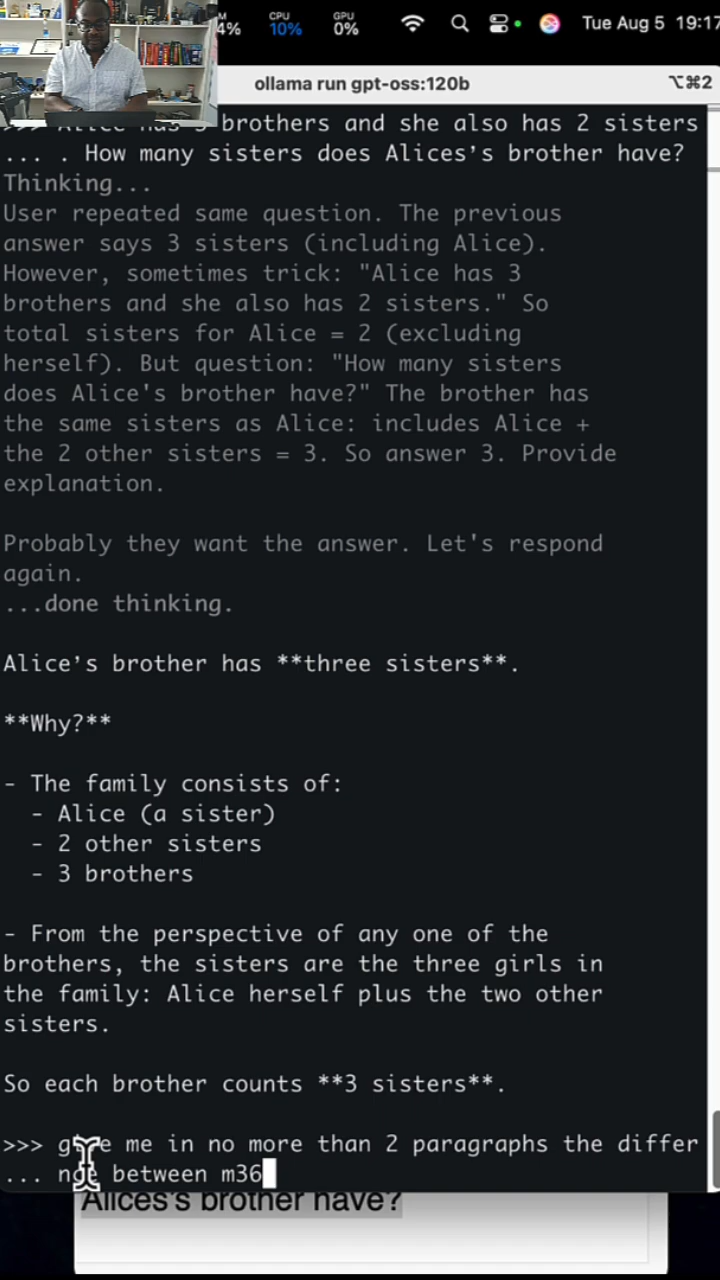 M CPU GPU Tue Aug 5 19:17
4% 10% 0%
ollama run gpt-oss:120b ⌥⌘2
>>> Alice has 3 brothers and she also has 2 sisters
... . How many sisters does Alices's brother have?
Thinking...
User repeated same question. The previous
answer says 3 sisters (including Alice).
However, sometimes trick: "Alice has 3
brothers and she also has 2 sisters." So
total sisters for Alice = 2 (excluding
herself). But question: "How many sisters
does Alice's brother have?" The brother has
the same sisters as Alice: includes Alice +
the 2 other sisters = 3. So answer 3. Provide
explanation.
Probably they want the answer. Let's respond
again.
...done thinking.
Alice’s brother has **three sisters**.
**Why?**
- The family consists of:
- Alice (a sister)
- 2 other sisters
- 3 brothers
- From the perspective of any one of the
brothers, the sisters are the three girls in
the family: Alice herself plus the two other
sisters.
So each brother counts **3 sisters**.
>>> give me in no more than 2 paragraphs the differ
... nce between m36
Alices's brother have?